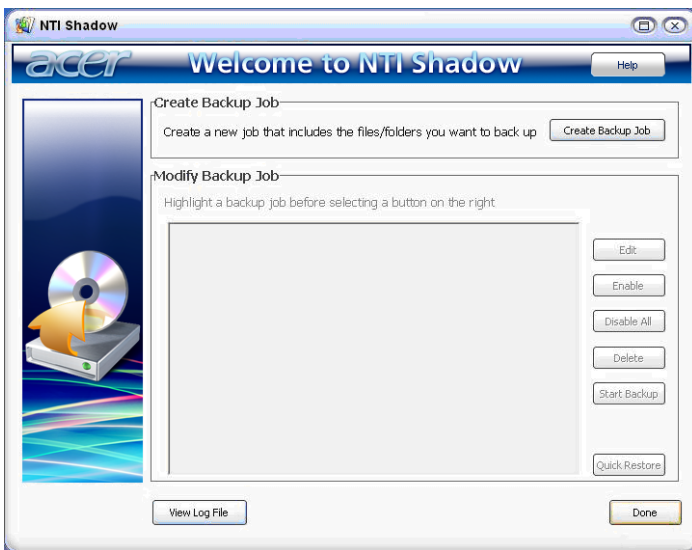 NTI Shadow
acer
Welcome to NTI Shadow
Help
Create Backup Job
Create a new job that includes the files/folders you want to back up
Create Backup Job
Modify Backup Job
Highlight a backup job before selecting a button on the right
Edit
Enable
Disable All
Delete
Start Backup
Quick Restore
View Log File
Done